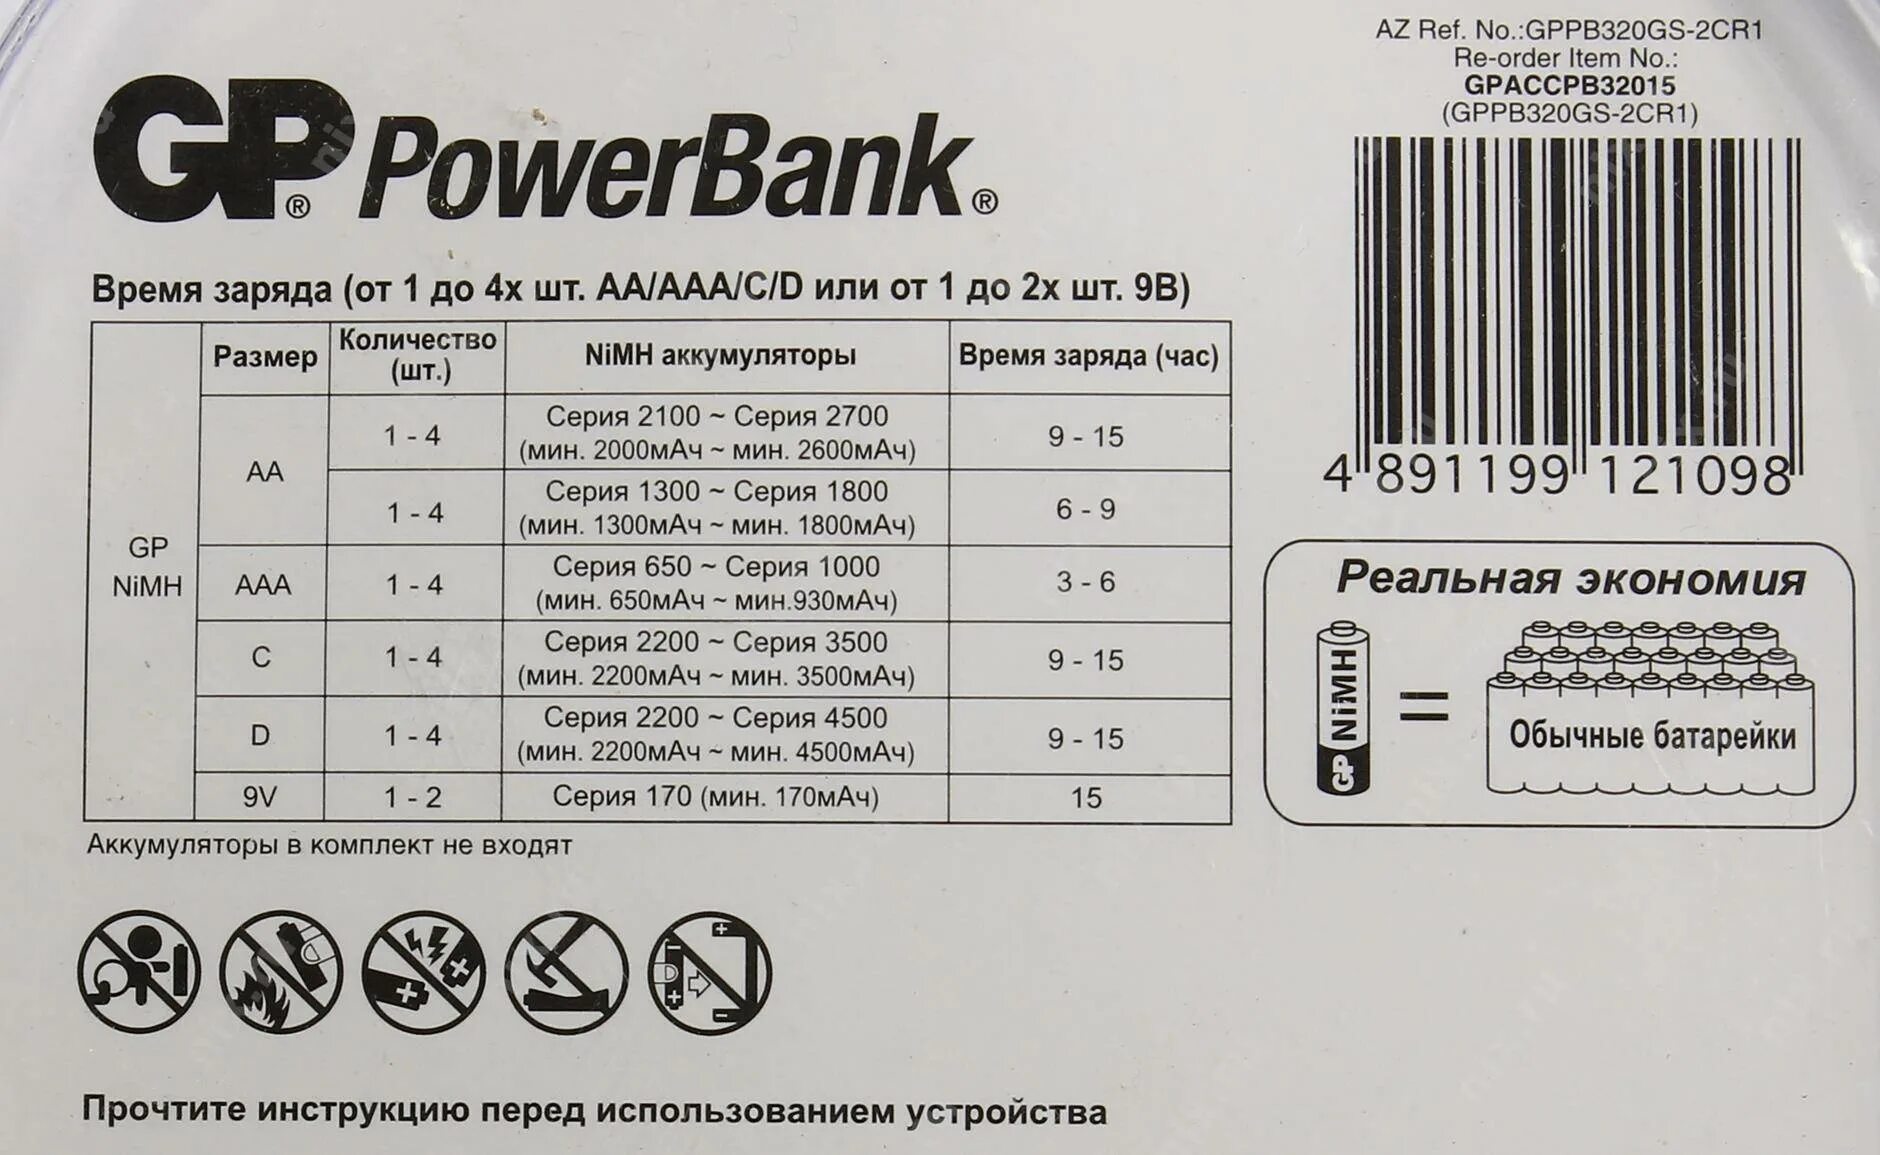 AZ Ref. No.:GPPB320GS-2CR1
Re-order Item No.:
GPACCPB32015
(GPPB320GS-2CR1)
GP® PowerBank®
4 891199 121098
Время заряда (от 1 до 4х шт. AA/AAA/C/D или от 1 до 2х шт. 9В)
Размер Количество (шт.) NiMH аккумуляторы Время заряда (час)
GP NiMH
AA
1 - 4 Серия 2100 ~ Серия 2700 9 - 15
(мин. 2000мАч ~ мин. 2600мАч)
1 - 4 Серия 1300 ~ Серия 1800 6 - 9
(мин. 1300мАч ~ мин. 1800мАч)
AAA 1 - 4 Серия 650 ~ Серия 1000 3 - 6
(мин. 650мАч ~ мин.930мАч)
C 1 - 4 Серия 2200 ~ Серия 3500 9 - 15
(мин. 2200мАч ~ мин. 3500мАч)
D 1 - 4 Серия 2200 ~ Серия 4500 9 - 15
(мин. 2200мАч ~ мин. 4500мАч)
9V 1 - 2 Серия 170 (мин. 170мАч) 15
Аккумуляторы в комплект не входят
Реальная экономия
GP NiMH
=
Обычные батарейки
Прочтите инструкцию перед использованием устройства